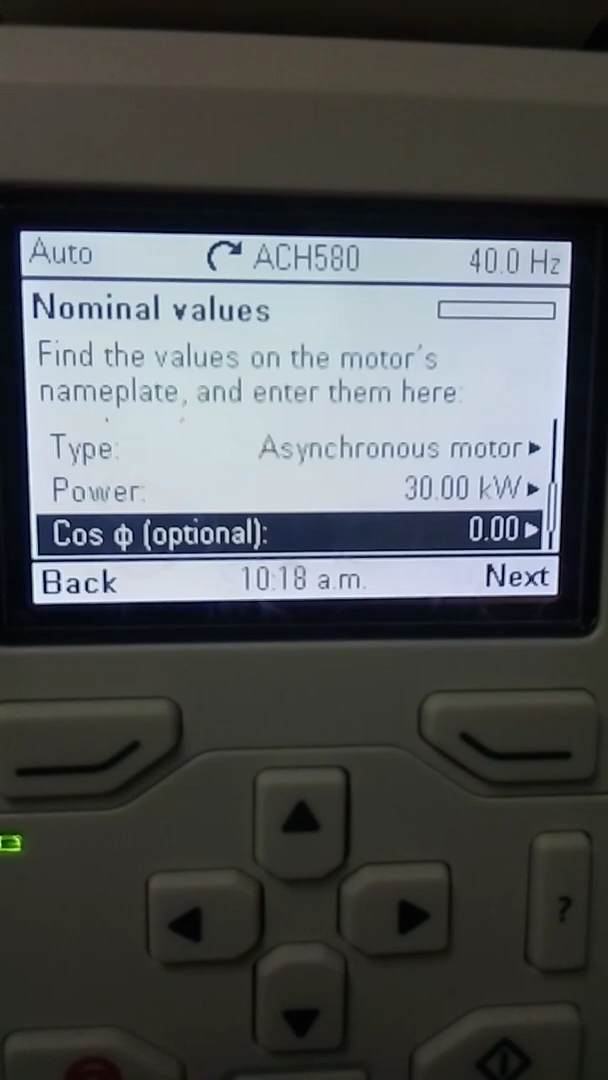 Auto ACH580 40.0 Hz
Nominal values
Find the values on the motor's
nameplate, and enter them here:
Type: Asynchronous motor
Power: 30.00 kW
Cos ϕ (optional): 0.00
Back 10:18 a.m. Next
?